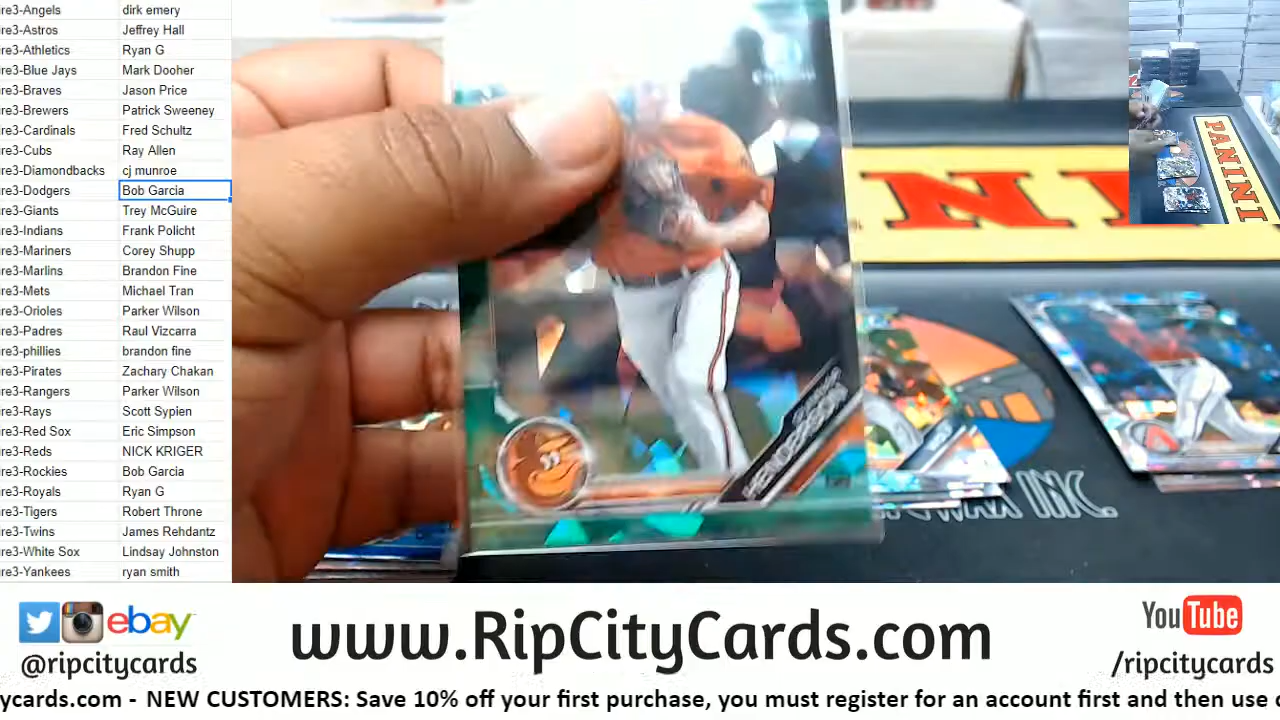 re3-Angels dirk emery
re3-Astros Jeffrey Hall
re3-Athletics Ryan G
re3-Blue Jays Mark Dooher
re3-Braves Jason Price
re3-Brewers Patrick Sweeney
re3-Cardinals Fred Schultz
re3-Cubs Ray Allen
re3-Diamondbacks cj munroe
re3-Dodgers Bob Garcia
re3-Giants Trey McGuire
re3-Indians Frank Policht
re3-Mariners Corey Shupp
re3-Marlins Brandon Fine
re3-Mets Michael Tran
re3-Orioles Parker Wilson
re3-Padres Raul Vizcarra
re3-phillies brandon fine
re3-Pirates Zachary Chakan
re3-Rangers Parker Wilson
re3-Rays Scott Sypien
re3-Red Sox Eric Simpson
re3-Reds NICK KRIGER
re3-Rockies Bob Garcia
re3-Royals Ryan G
re3-Tigers Robert Throne
re3-Twins James Rehdantz
re3-White Sox Lindsay Johnston
re3-Yankees ryan smith
PANINI
NI
HENDERSON
INC.
ebay
@ripcitycards
www.RipCityCards.com
YouTube
/ripcitycards
ycards.com - NEW CUSTOMERS: Save 10% off your first purchase, you must register for an account first and then use